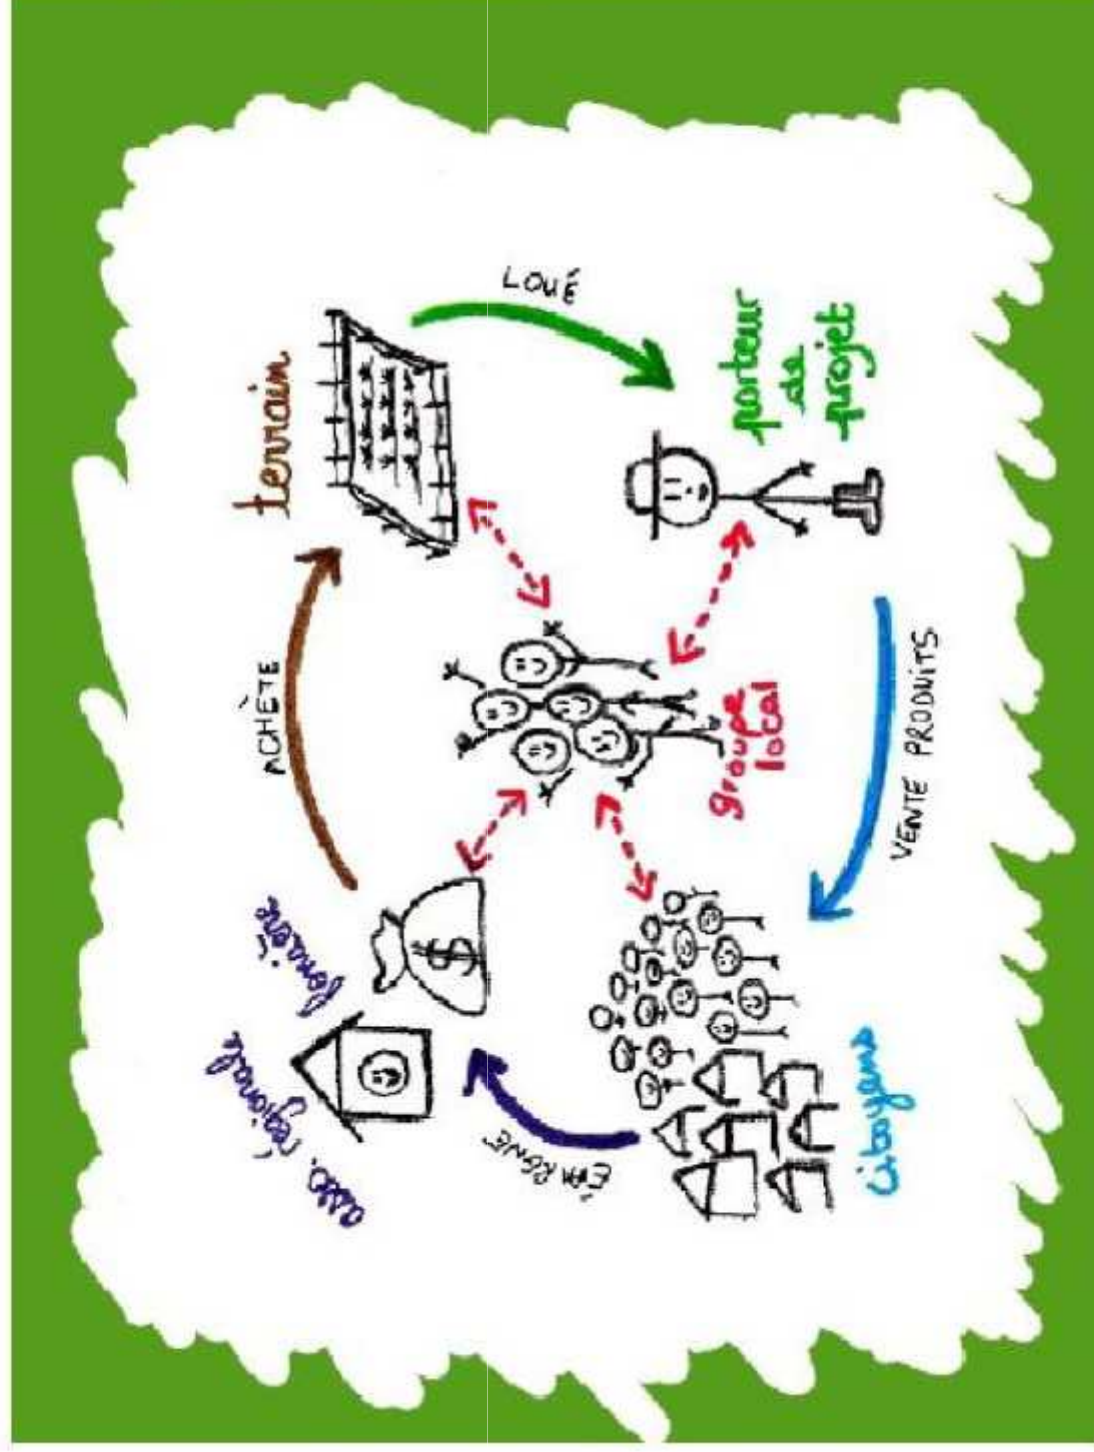 asso. régionale
foncière
ACHÈTE
terrain
LOUÉ
ÉPARGNE
groupe
local
porteur
de
projet
citoyens
VENTE PRODUITS
$